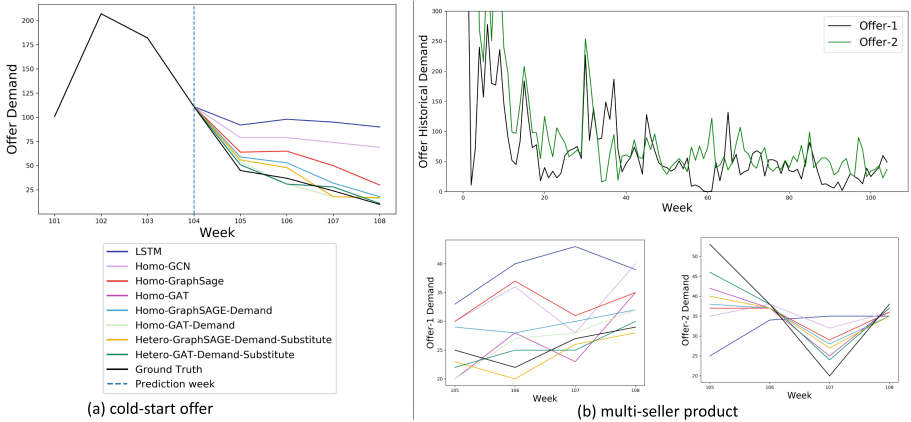 200
175
150
125
100
75
50
25
Offer Demand
101 102 103 104 105 106 107 108
Week
LSTM
Homo-GCN
Homo-GraphSage
Homo-GAT
Homo-GraphSAGE-Demand
Homo-GAT-Demand
Hetero-GraphSAGE-Demand-Substitute
Hetero-GAT-Demand-Substitute
Ground Truth
Prediction week
(a) cold-start offer
300
250
200
150
100
50
0
Offer Historical Demand
Offer-1
Offer-2
0 20 40 60 80 100
Week
40
35
30
25
20
Offer-1 Demand
105 106 107 108
Week
50
45
40
35
30
25
20
Offer-2 Demand
105 106 107 108
Week
(b) multi-seller product